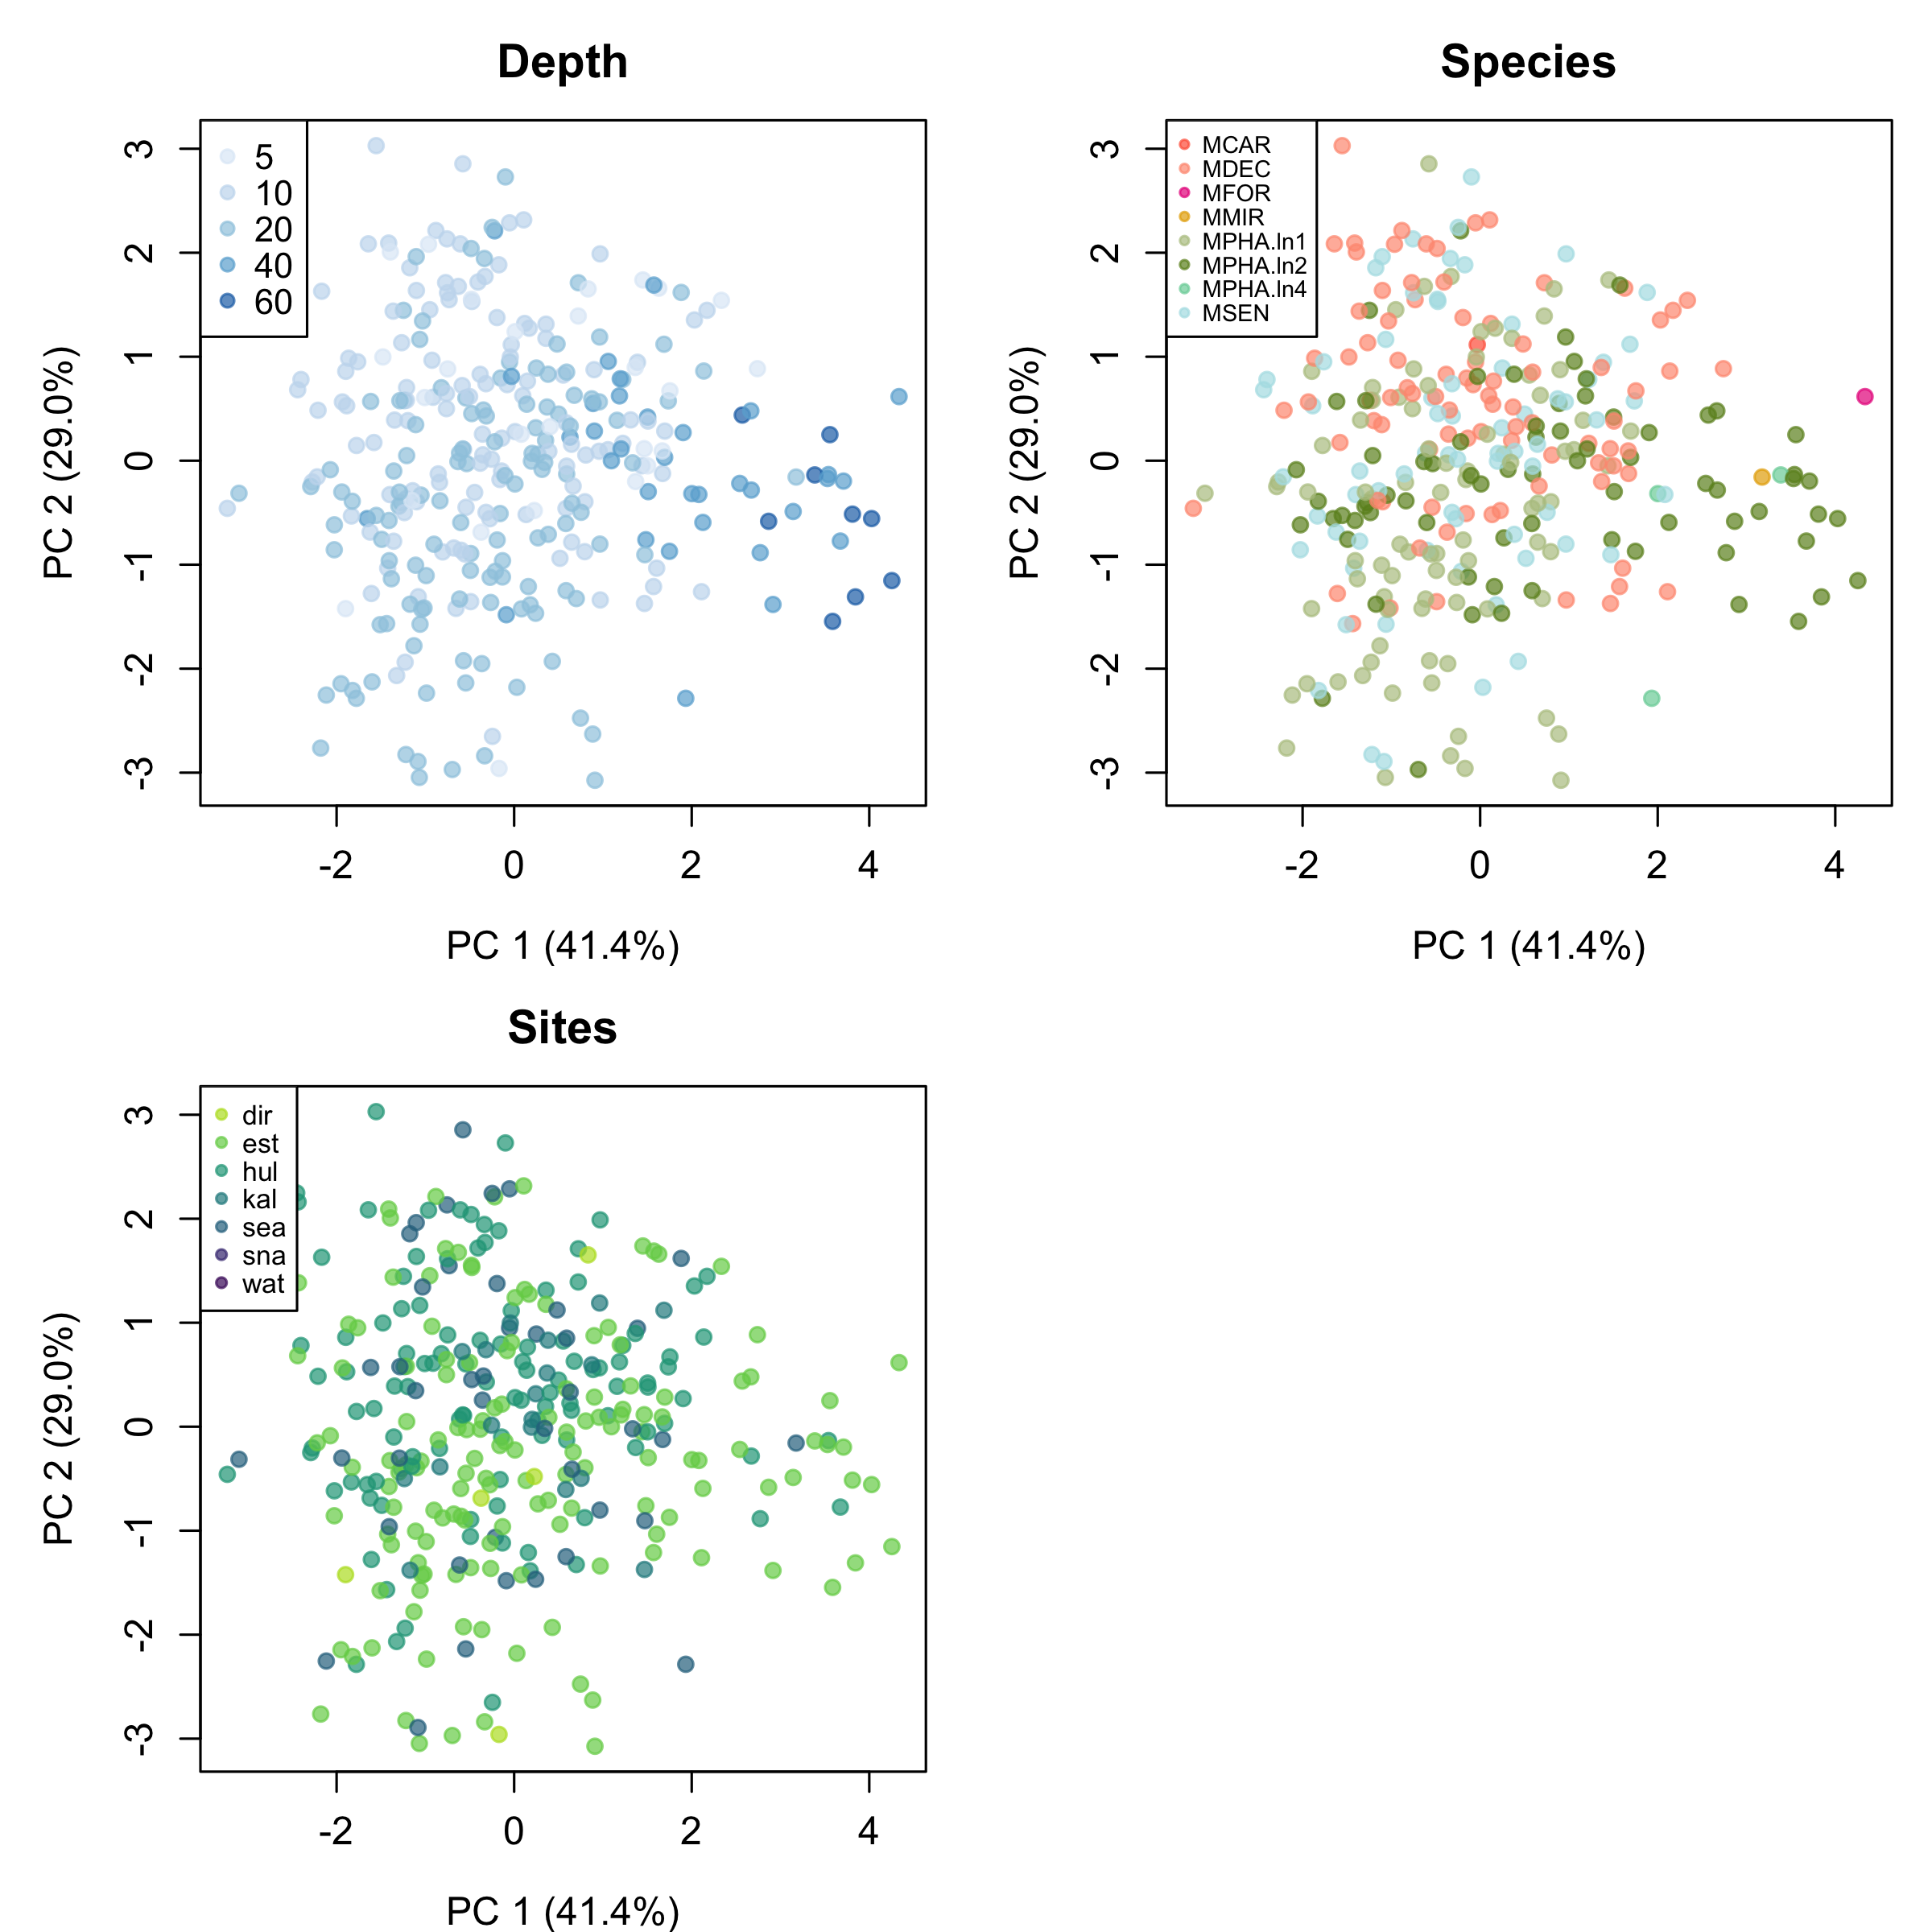 Depth
5
10
20
40
60
3
2
1
0
-1
-2
-3
PC 2 (29.0%)
-2
0
2
4
PC 1 (41.4%)
Species
MCAR
MDEC
MFOR
MMIR
MPHA.ln1
MPHA.ln2
MPHA.ln4
MSEN
3
2
1
0
-1
-2
-3
PC 2 (29.0%)
-2
0
2
4
PC 1 (41.4%)
Sites
dir
est
hul
kal
sea
sna
wat
3
2
1
0
-1
-2
-3
PC 2 (29.0%)
-2
0
2
4
PC 1 (41.4%)